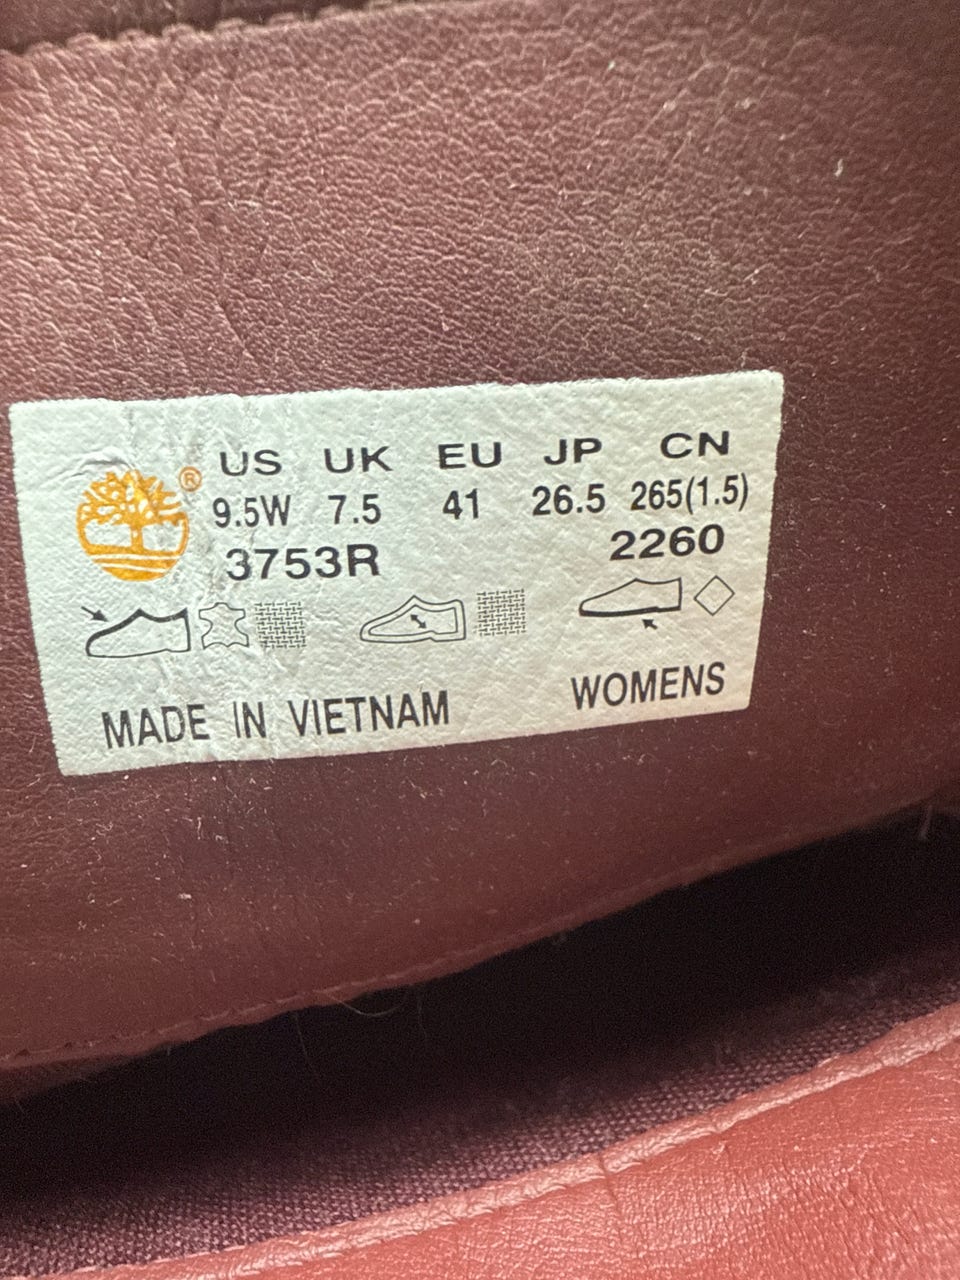 ® US UK EU JP CN
9.5W 7.5 41 26.5 265(1.5)
3753R 2260
MADE IN VIETNAM WOMENS